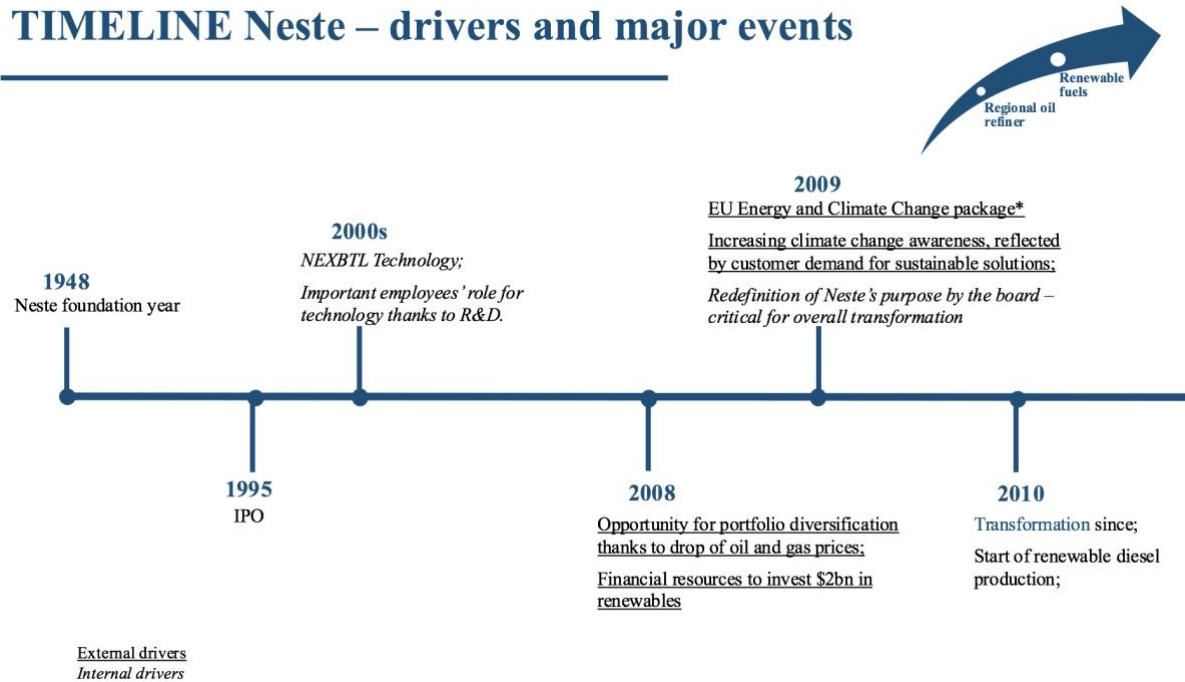 TIMELINE Neste – drivers and major events
Renewable
fuels
Regional oil
refiner
1948
Neste foundation year
2000s
NEXBTL Technology;
Important employees’ role for
technology thanks to R&D.
2009
EU Energy and Climate Change package*
Increasing climate change awareness, reflected
by customer demand for sustainable solutions;
Redefinition of Neste’s purpose by the board –
critical for overall transformation
1995
IPO
2008
Opportunity for portfolio diversification
thanks to drop of oil and gas prices;
Financial resources to invest $2bn in
renewables
2010
Transformation since;
Start of renewable diesel
production;
External drivers
Internal drivers